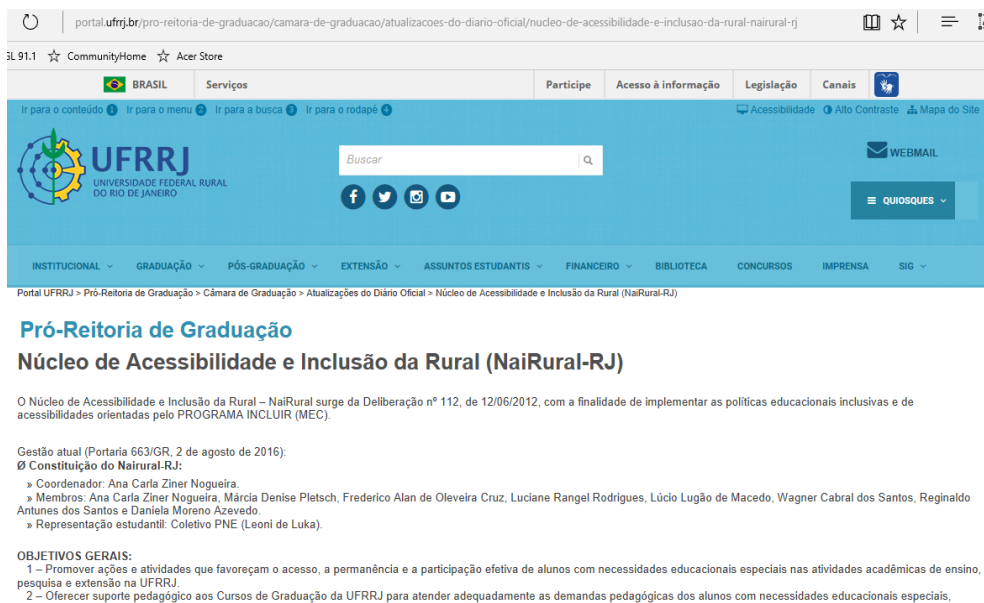 portal.ufrrj.br/pro-reitoria-de-graduacao/camara-de-graduacao/atualizacoes-do-diario-oficial/nucleo-de-acessibilidade-e-inclusao-da-rural-nairural-rj
91.1 CommunityHome Acer Store
BRASIL Serviços Participe Acesso à informação Legislação Canais
Ir para o conteúdo 1 Ir para o menu 2 Ir para a busca 3 Ir para o rodapé 4 Acessibilidade Alto Contraste Mapa do Site
UFRRJ
UNIVERSIDADE FEDERAL RURAL
DO RIO DE JANEIRO
Buscar
WEBMAIL
QUIOSQUES
INSTITUCIONAL GRADUAÇÃO PÓS-GRADUAÇÃO EXTENSÃO ASSUNTOS ESTUDANTIS FINANCEIRO BIBLIOTECA CONCURSOS IMPRENSA SIG
Portal UFRRJ > Pró-Reitoria de Graduação > Câmara de Graduação > Atualizações do Diário Oficial > Núcleo de Acessibilidade e Inclusão da Rural (NaiRural-RJ)
Pró-Reitoria de Graduação
Núcleo de Acessibilidade e Inclusão da Rural (NaiRural-RJ)
O Núcleo de Acessibilidade e Inclusão da Rural – NaiRural surge da Deliberação nº 112, de 12/06/2012, com a finalidade de implementar as políticas educacionais inclusivas e de
acessibilidades orientadas pelo PROGRAMA INCLUIR (MEC).
Gestão atual (Portaria 663/GR, 2 de agosto de 2016):
Ø Constituição do Nairural-RJ:
» Coordenador: Ana Carla Ziner Nogueira.
» Membros: Ana Carla Ziner Nogueira, Márcia Denise Pletsch, Frederico Alan de Oleveira Cruz, Luciane Rangel Rodrigues, Lúcio Lugão de Macedo, Wagner Cabral dos Santos, Reginaldo
Antunes dos Santos e Daniela Moreno Azevedo.
» Representação estudantil: Coletivo PNE (Leoni de Luka).
OBJETIVOS GERAIS:
1 – Promover ações e atividades que favoreçam o acesso, a permanência e a participação efetiva de alunos com necessidades educacionais especiais nas atividades acadêmicas de ensino,
pesquisa e extensão na UFRRJ.
2 – Oferecer suporte pedagógico aos Cursos de Graduação da UFRRJ para atender adequadamente as demandas pedagógicas dos alunos com necessidades educacionais especiais,